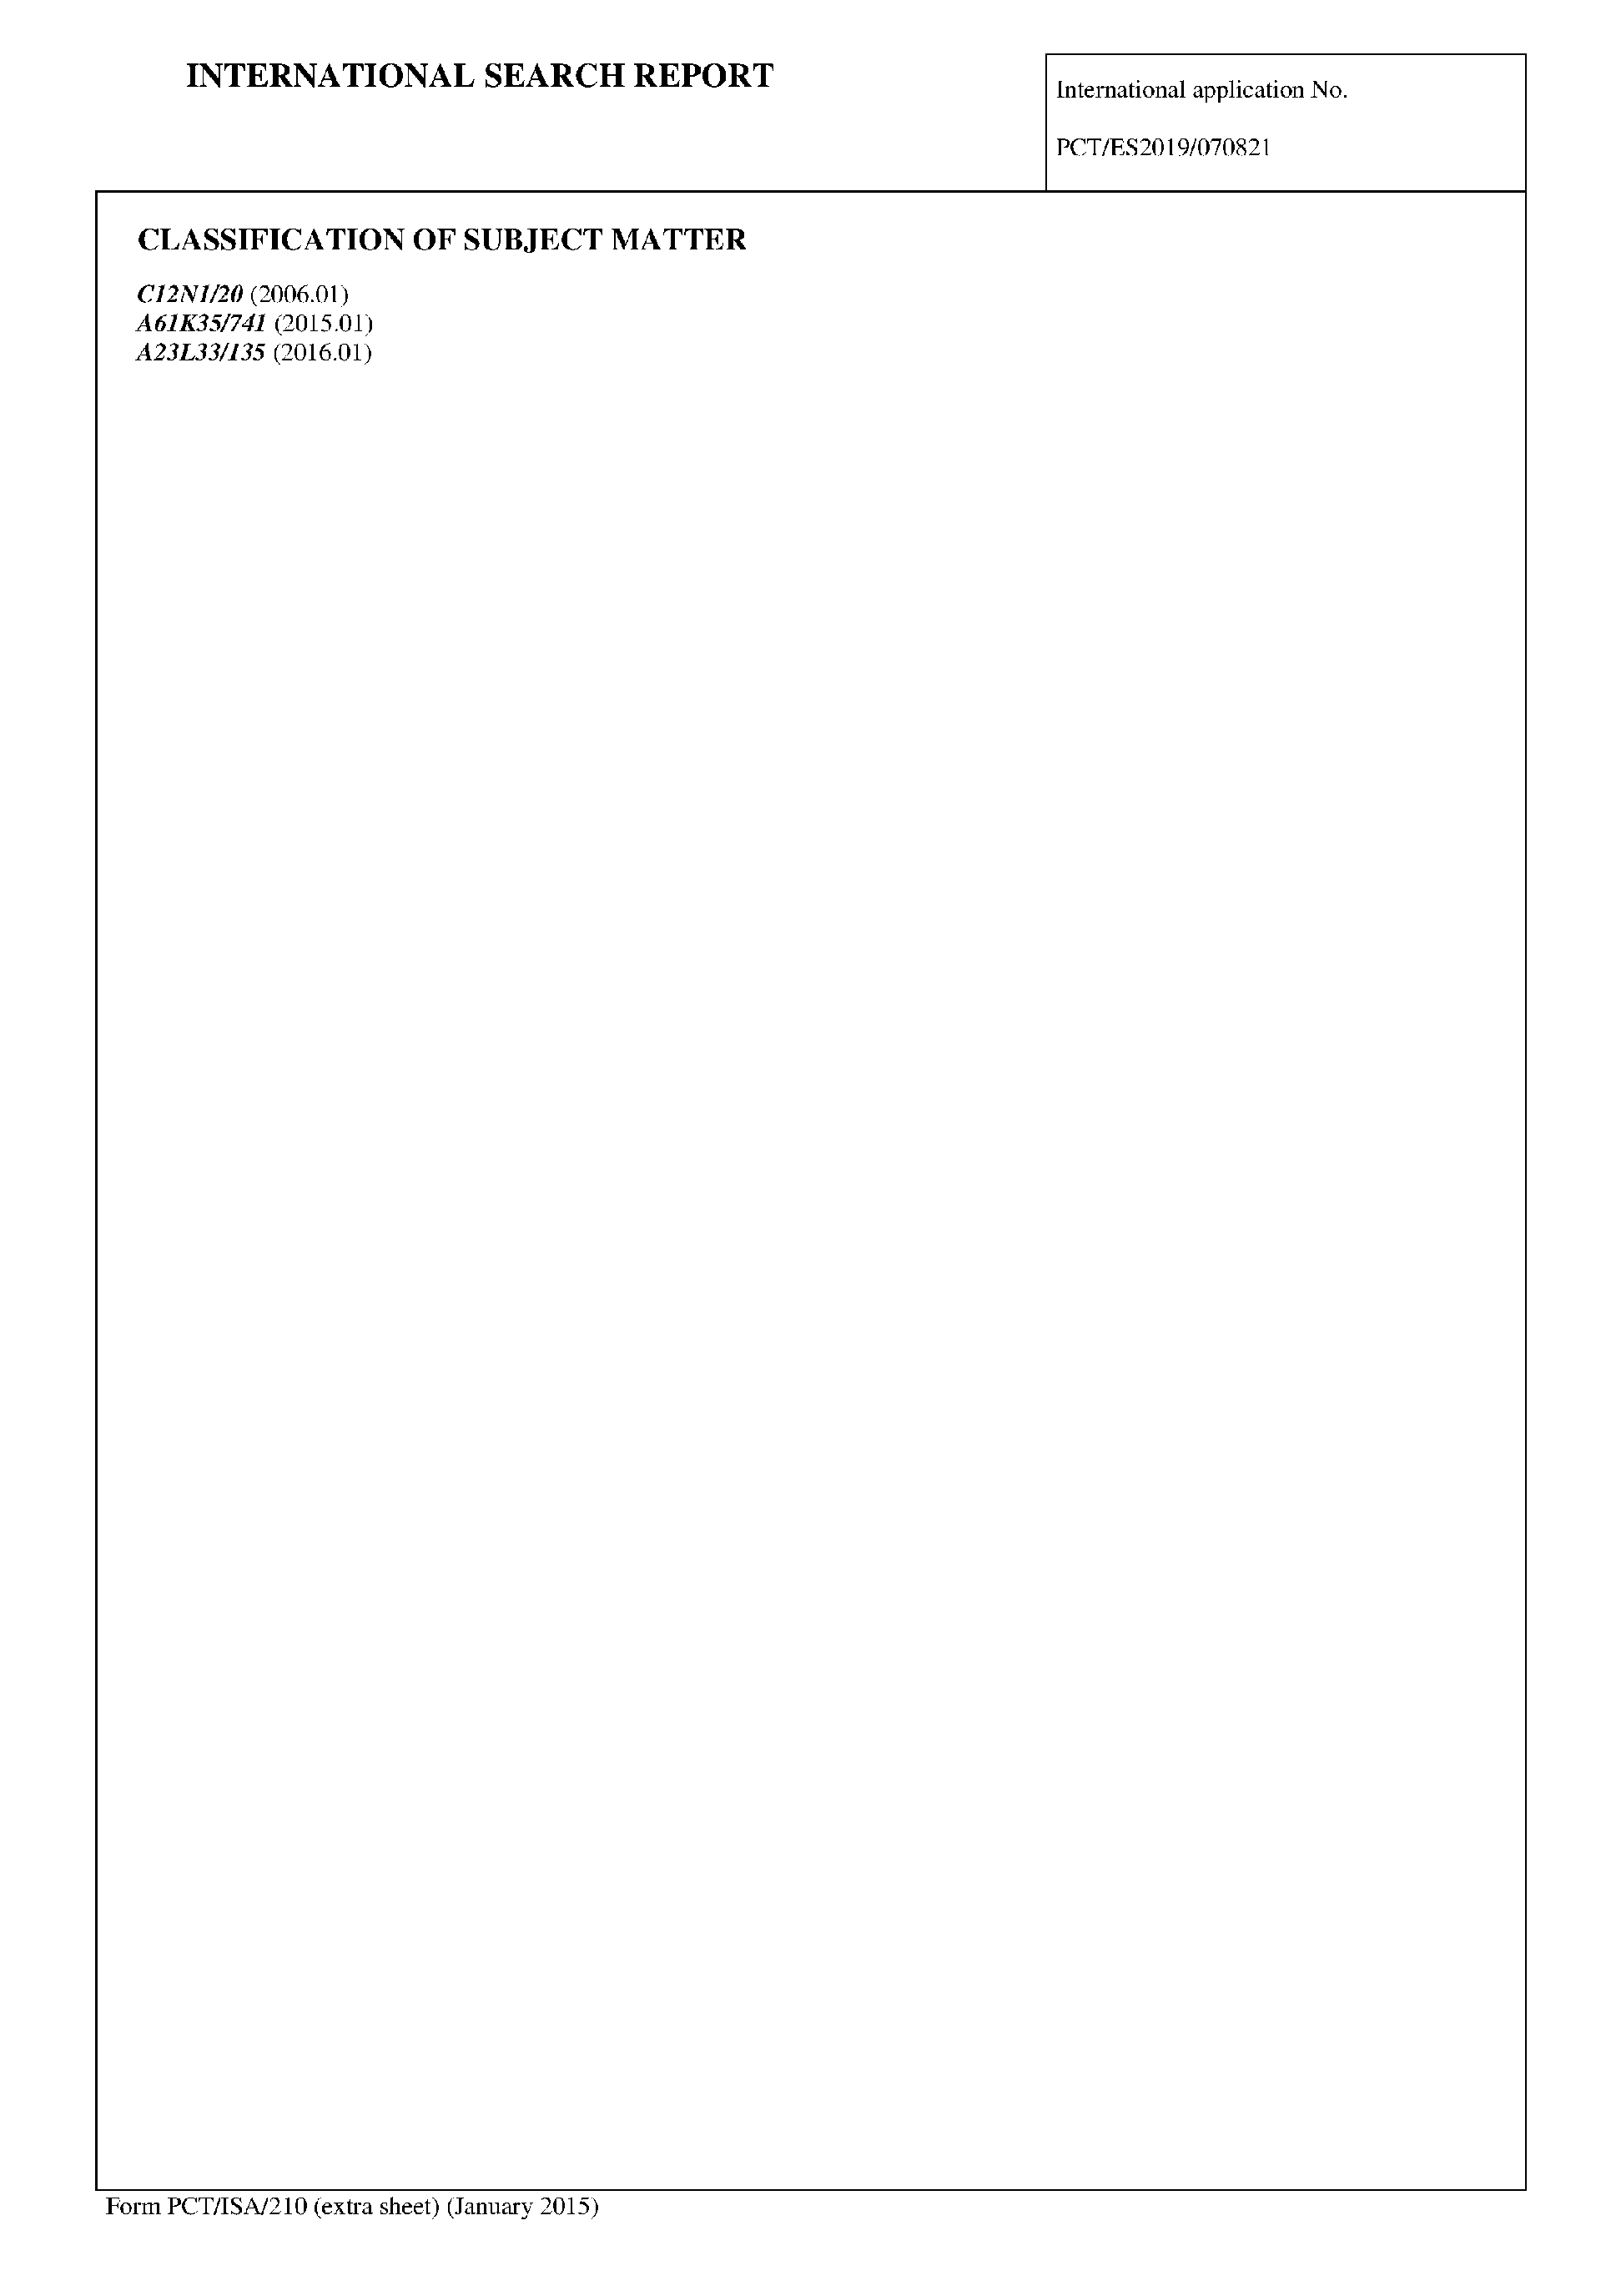 INTERNATIONAL SEARCH REPORT
International application No.
PCT/ES2019/070821
CLASSIFICATION OF SUBJECT MATTER
C12N1/20 (2006.01)
A61K35/741 (2015.01)
A23L33/135 (2016.01)
Form PCT/ISA/210 (extra sheet) (January 2015)